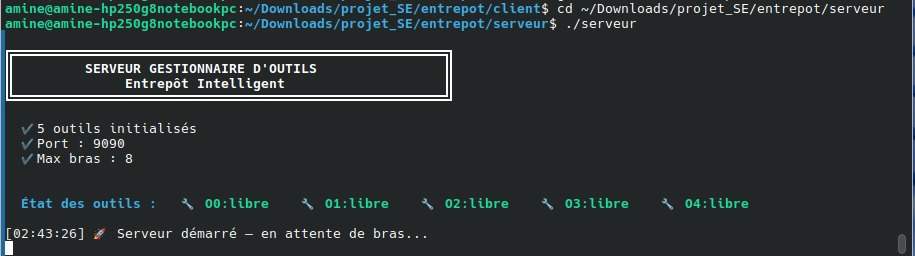 amine@amine-hp250g8notebookpc:~/Downloads/projet_SE/entrepot/client$ cd ~/Downloads/projet_SE/entrepot/serveur
amine@amine-hp250g8notebookpc:~/Downloads/projet_SE/entrepot/serveur$ ./serveur
SERVEUR GESTIONNAIRE D'OUTILS
Entrepôt Intelligent
✔ 5 outils initialisés
✔ Port : 9090
✔ Max bras : 8
État des outils : 🔧 O0:libre 🔧 O1:libre 🔧 O2:libre 🔧 O3:libre 🔧 O4:libre
[02:43:26] 🚀 Serveur démarré — en attente de bras...